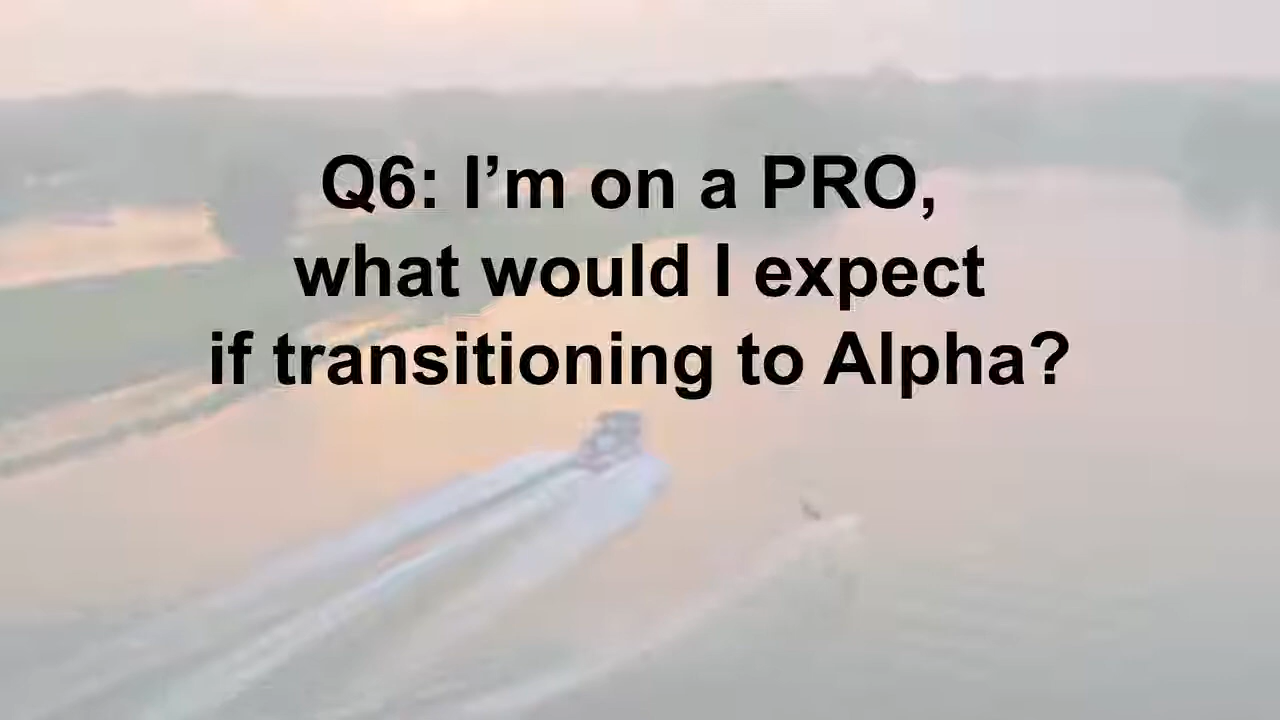 Q6: I’m on a PRO,
what would I expect
if transitioning to Alpha?